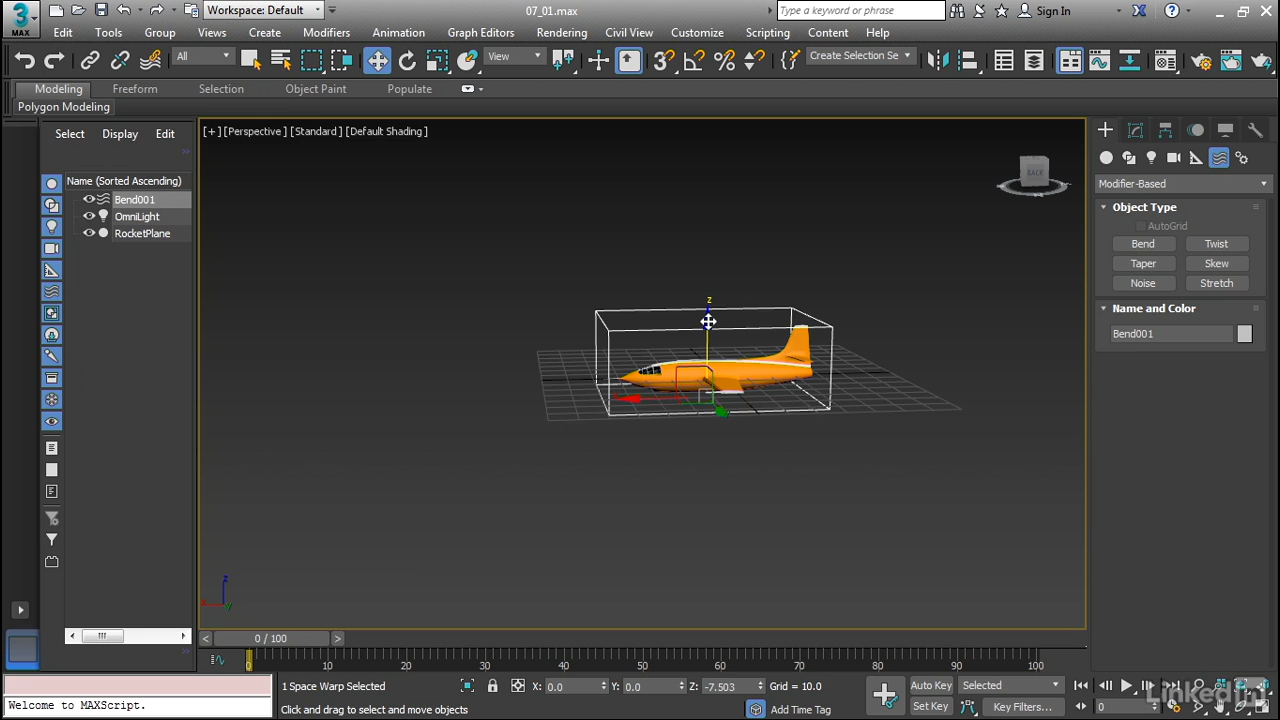 3
MAX
Workspace: Default
07_01.max
Type a keyword or phrase
Sign In
Edit Tools Group Views Create Modifiers Animation Graph Editors Rendering Civil View Customize Scripting Content Help
All
View
3
Create Selection Se
Modeling Freeform Selection Object Paint Populate
Polygon Modeling
Select Display Edit
[+] [Perspective] [Standard] [Default Shading]
BACK
Name (Sorted Ascending)
Bend001
OmniLight
RocketPlane
Modifier-Based
Object Type
AutoGrid
Bend Twist
Taper Skew
Noise Stretch
Name and Color
Bend001
z
z
x
y
0 / 100
0 10 20 30 40 50 60 70 80 90 100
1 Space Warp Selected
X: 0.0 Y: 0.0 Z: -7.503 Grid = 10.0
Auto Key Selected
Welcome to MAXScript.
Click and drag to select and move objects
Add Time Tag
Set Key Key Filters... 0
LinkedIn